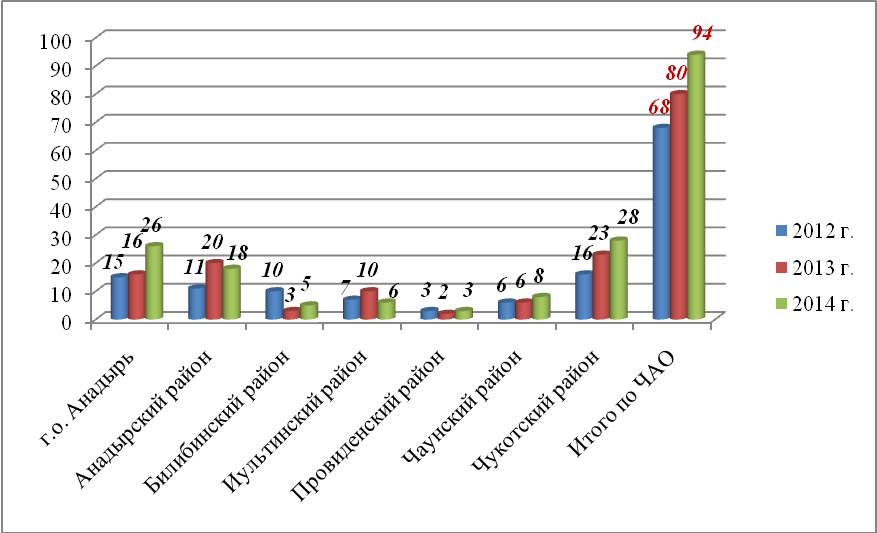 100
90
80
70
60
50
40
30
20
10
0
15 16 26
11 20 18
10 3 5
7 10 6
3 2 3
6 6 8
16 23 28
68 80 94
г.о. Анадырь
Анадырский район
Билибинский район
Иультинский район
Провиденский район
Чаунский район
Чукотский район
Итого по ЧАО
2012 г.
2013 г.
2014 г.